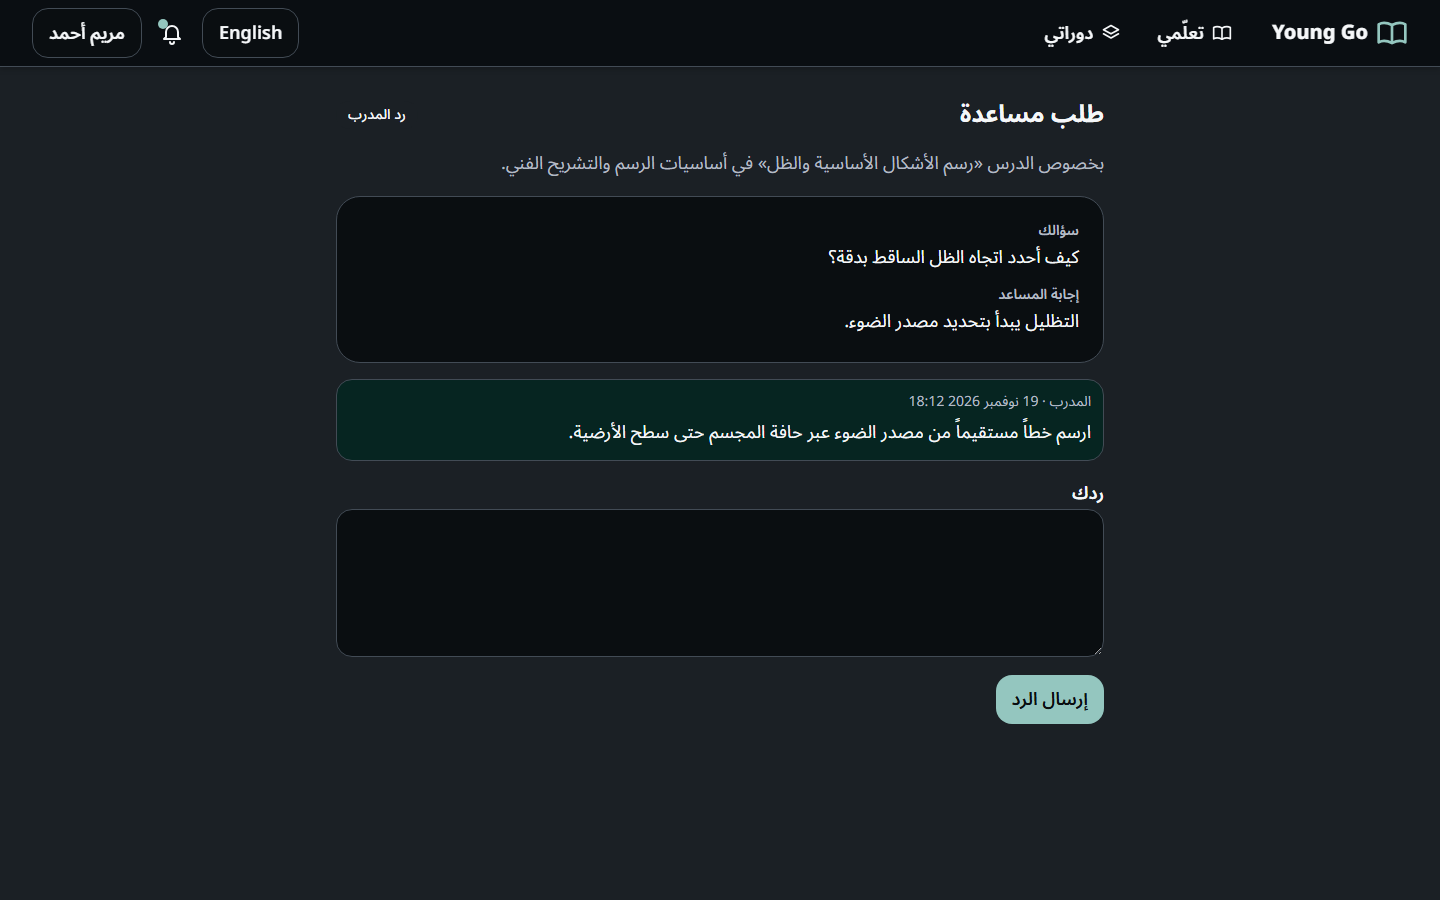 Young Go
تعلّمي
دوراتي
English
مريم أحمد
طلب مساعدة
رد المدرب
بخصوص الدرس «رسم الأشكال الأساسية والظل» في أساسيات الرسم والتشريح الفني.
سؤالك
كيف أحدد اتجاه الظل الساقط بدقة؟
إجابة المساعد
التظليل يبدأ بتحديد مصدر الضوء.
المدرب · 19 نوفمبر 2026 18:12
ارسم خطاً مستقيماً من مصدر الضوء عبر حافة المجسم حتى سطح الأرضية.
ردك
إرسال الرد